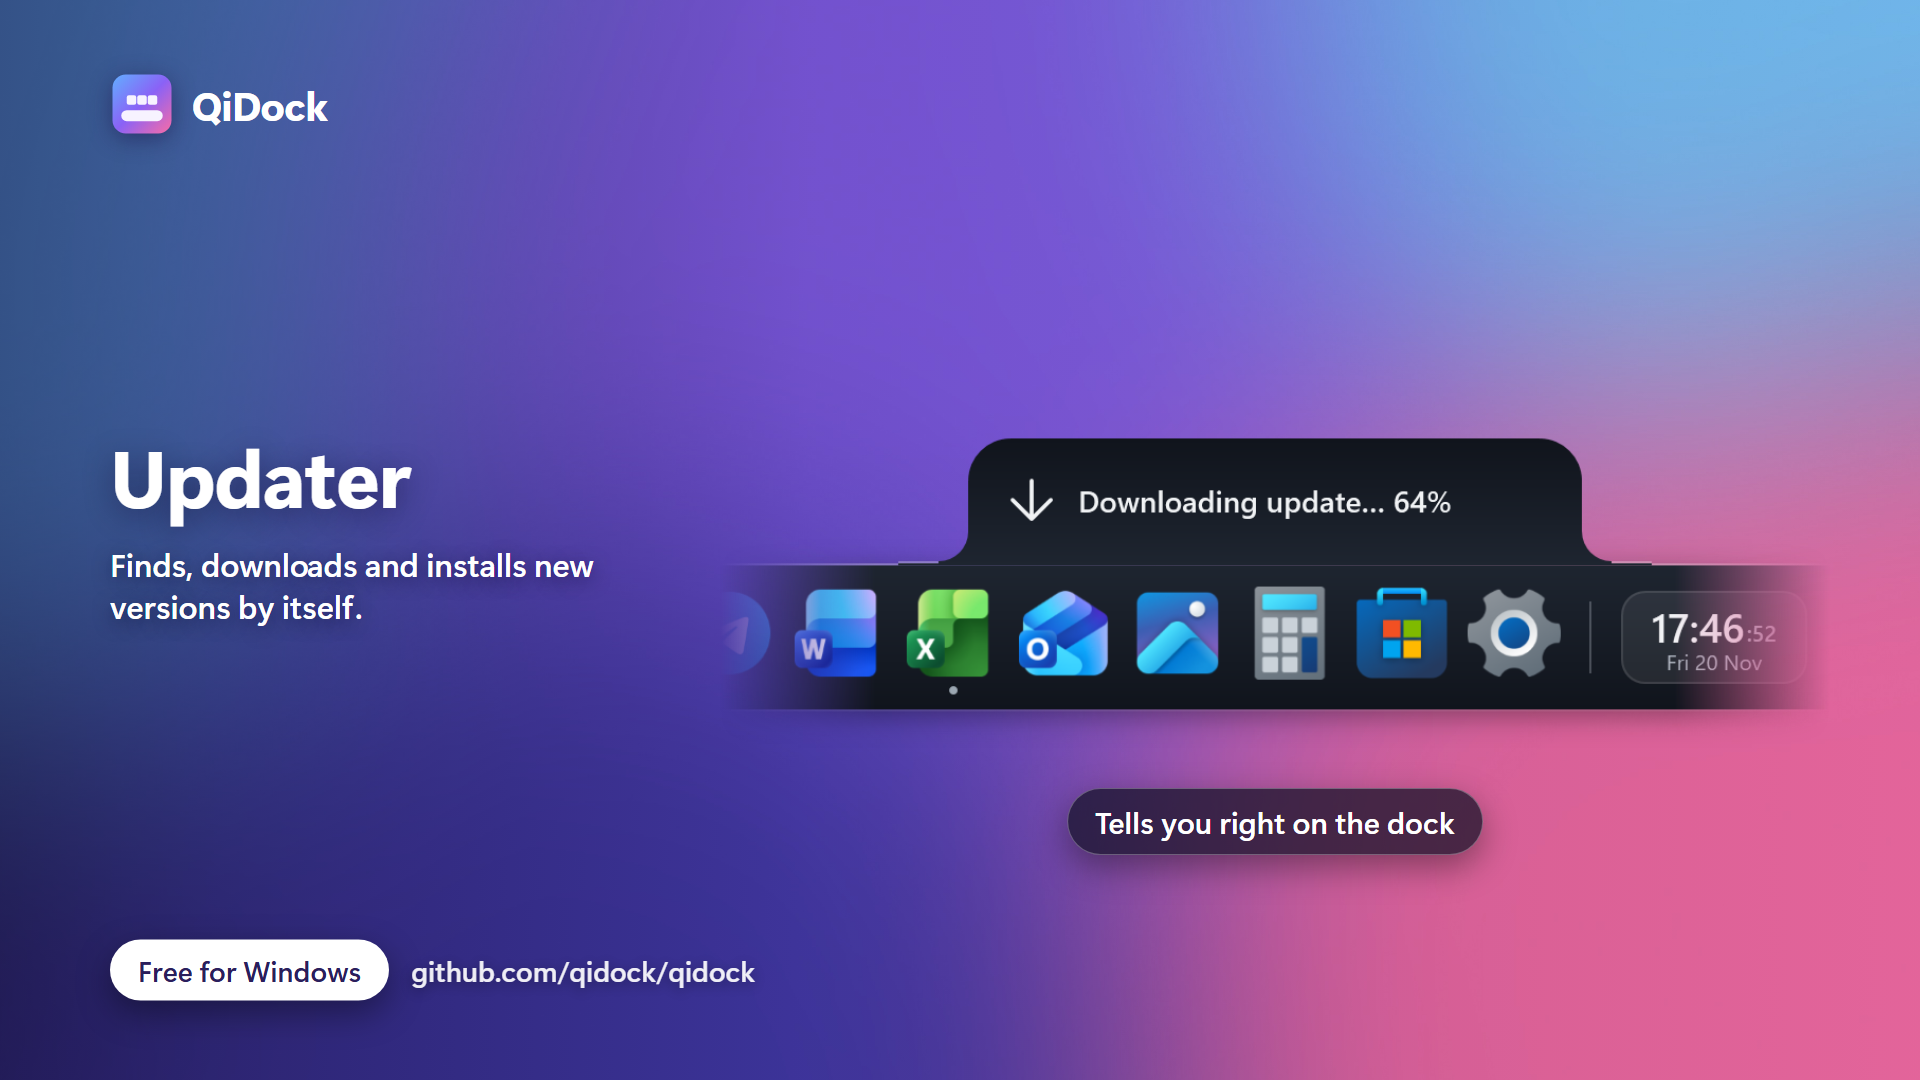 QiDock
Updater
Finds, downloads and installs new
versions by itself.
Downloading update... 64%
W
X
O
17:46:52
Fri 20 Nov
Tells you right on the dock
Free for Windows
github.com/qidock/qidock